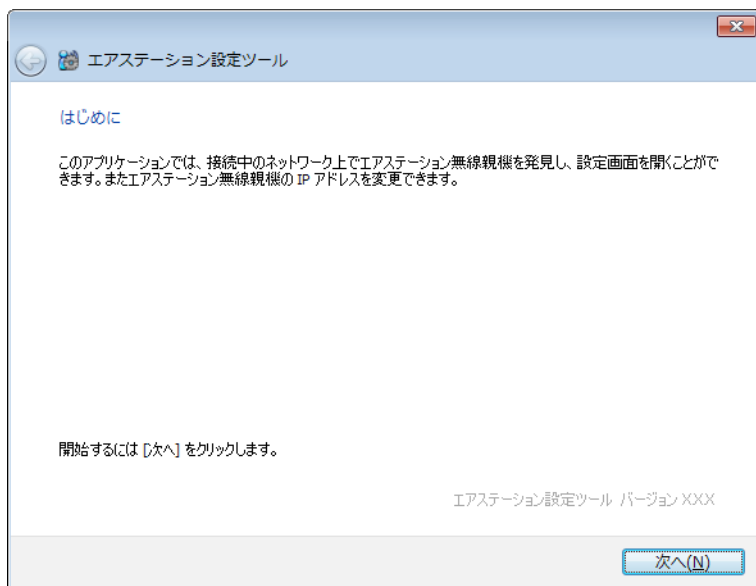 エアステーション設定ツール
はじめに
このアプリケーションでは、接続中のネットワーク上でエアステーション無線親機を発見し、設定画面を開くことがで
きます。またエアステーション無線親機の IP アドレスを変更できます。
開始するには [次へ] をクリックします。
エアステーション設定ツール バージョン XXX
次へ(N)